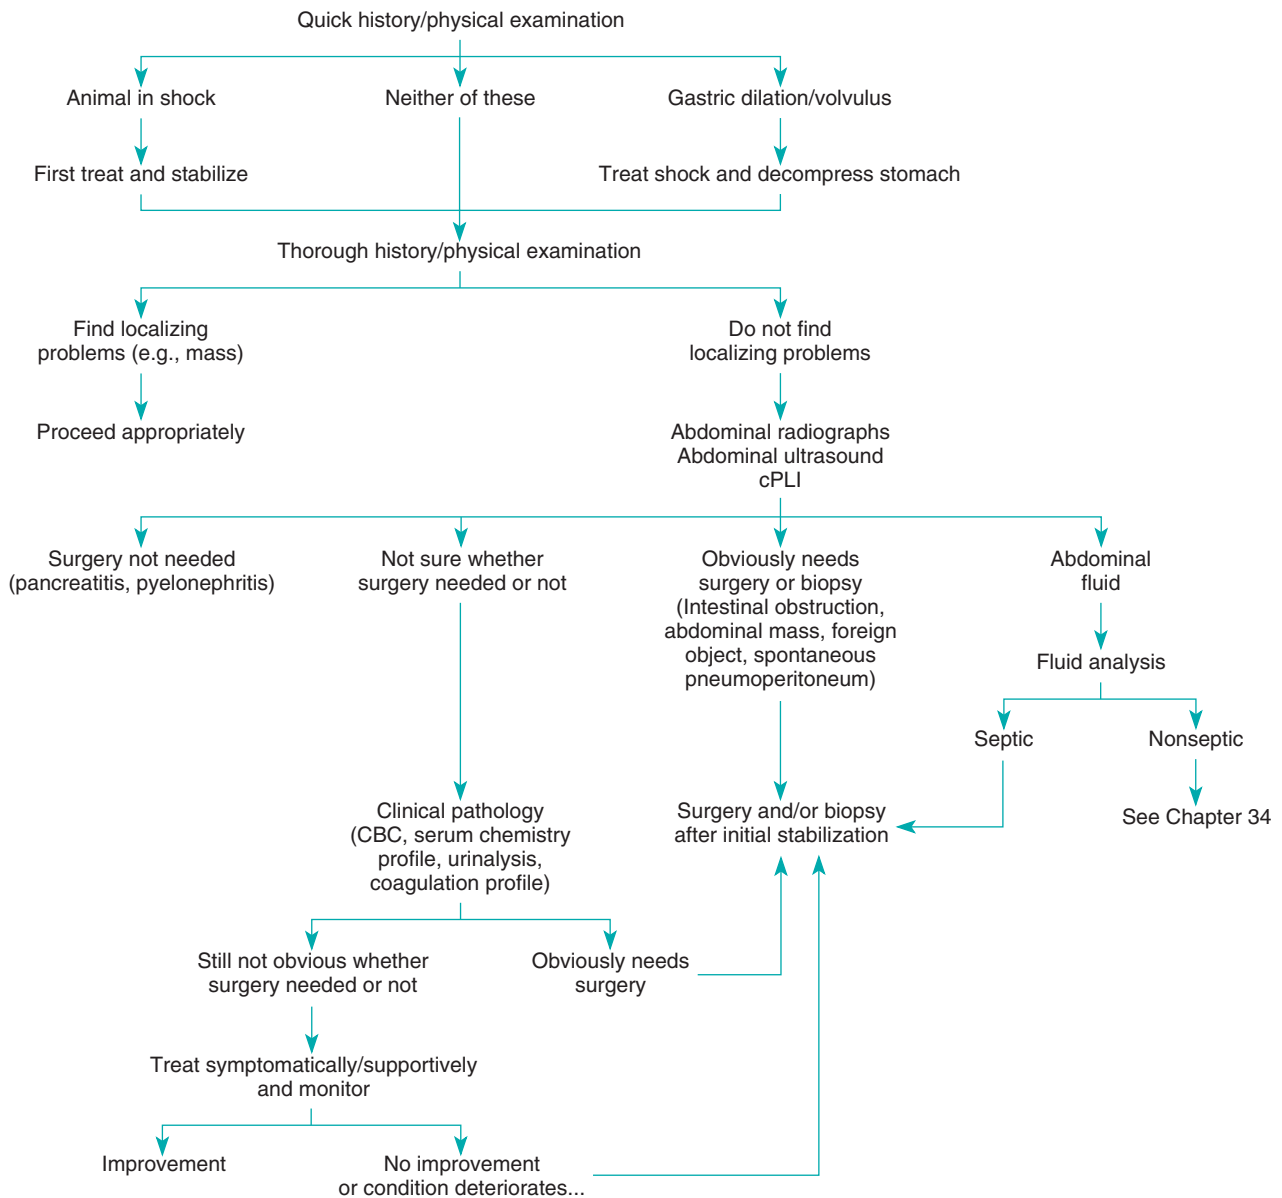 Quick history/physical examination
Animal in shock
Neither of these
Gastric dilation/volvulus
First treat and stabilize
Treat shock and decompress stomach
Thorough history/physical examination
Find localizing
problems (e.g., mass)
Do not find
localizing problems
Proceed appropriately
Abdominal radiographs
Abdominal ultrasound
cPLI
Surgery not needed
(pancreatitis, pyelonephritis)
Not sure whether
surgery needed or not
Obviously needs
surgery or biopsy
(Intestinal obstruction,
abdominal mass, foreign
object, spontaneous
pneumoperitoneum)
Abdominal
fluid
Fluid analysis
Septic
Nonseptic
Clinical pathology
(CBC, serum chemistry
profile, urinalysis,
coagulation profile)
Surgery and/or biopsy
after initial stabilization
See Chapter 34
Still not obvious whether
surgery needed or not
Obviously needs
surgery
Treat symptomatically/supportively
and monitor
Improvement
No improvement
or condition deteriorates...